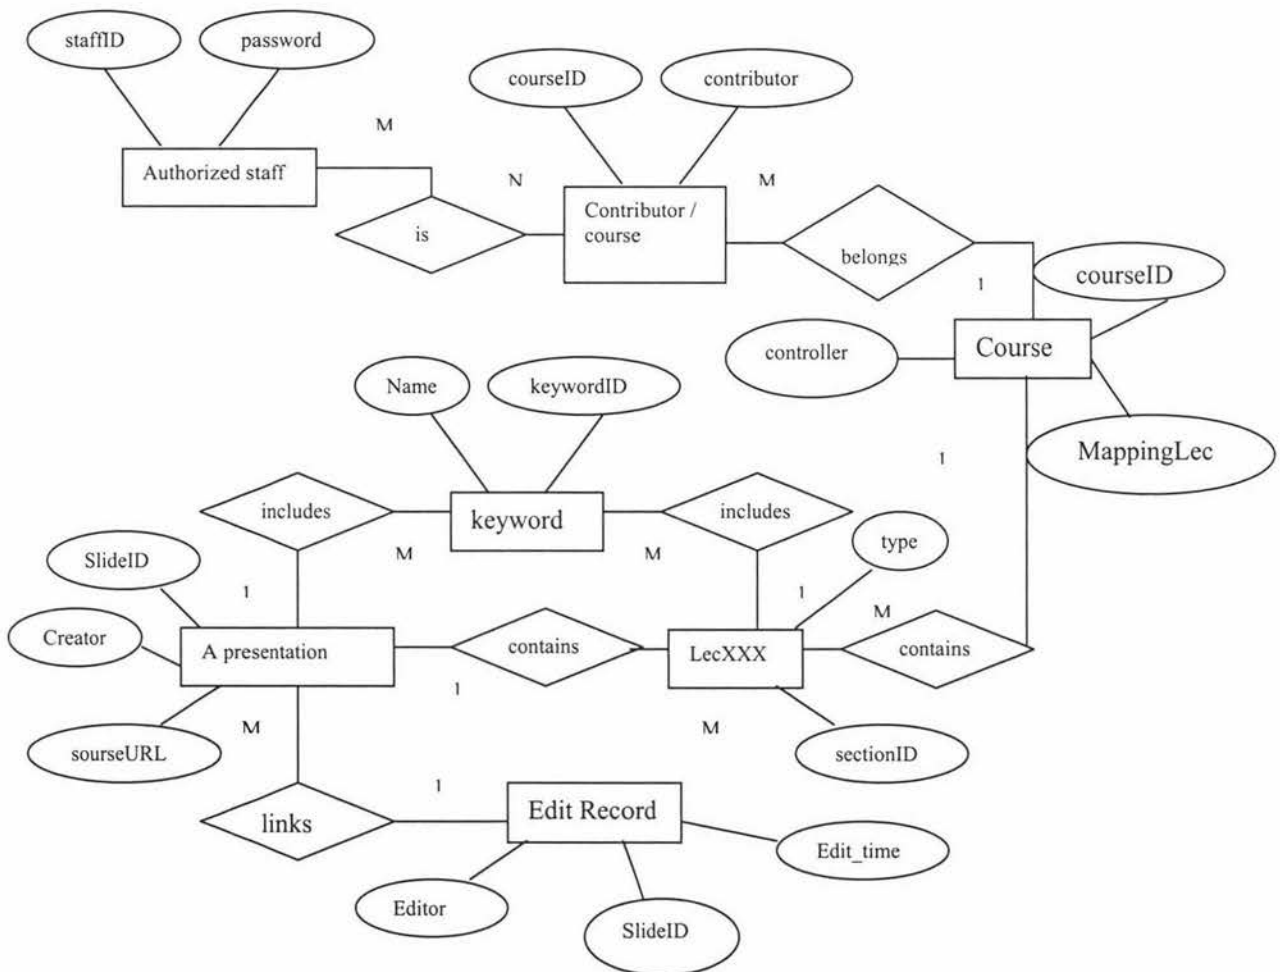 staffID
password
courseID
contributor
M
Authorized staff
N
M
Contributor /
course
is
belongs
courseID
1
controller
Course
Name
keywordID
MappingLec
1
includes
keyword
includes
type
SlideID
M
M
1
1
M
Creator
A presentation
contains
LecXXX
contains
1
M
M
sourseURL
sectionID
1
links
Edit Record
Edit_time
Editor
SlideID